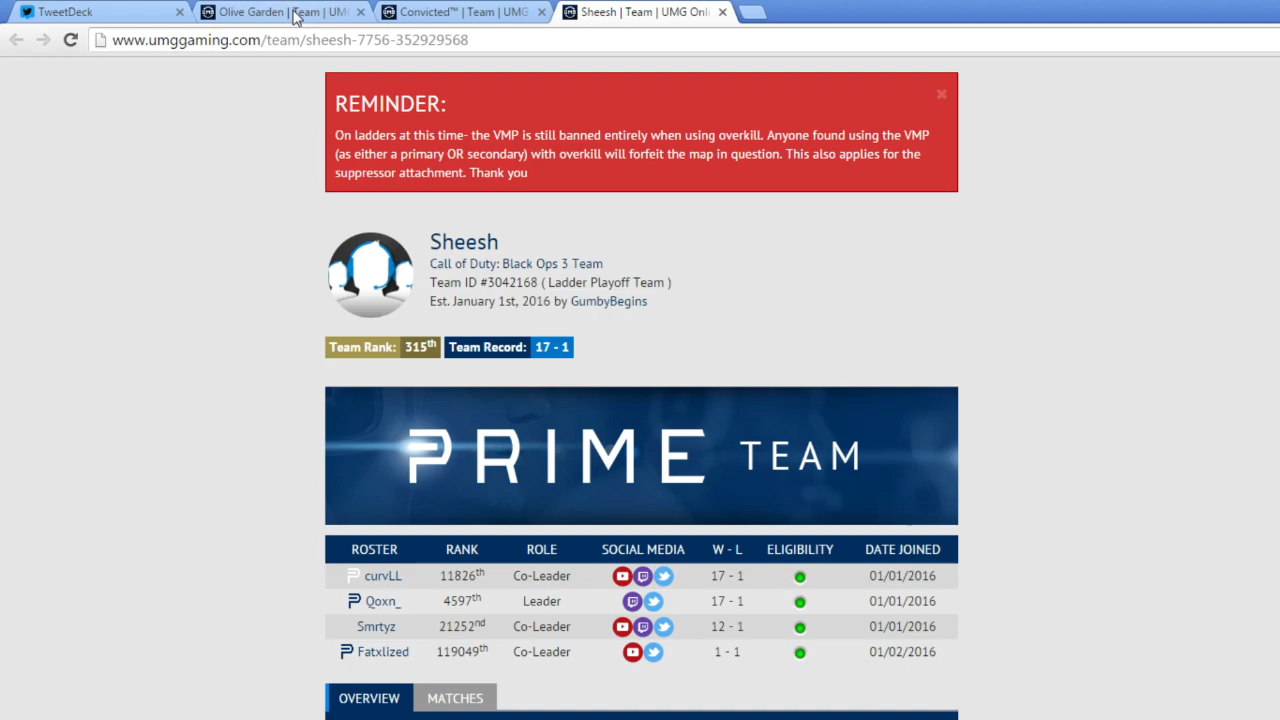 TweetDeck
Olive Garden | Team | UM
Convicted™ | Team | UMG
Sheesh | Team | UMG Onli
www.umggaming.com/team/sheesh-7756-352929568
REMINDER:
On ladders at this time- the VMP is still banned entirely when using overkill. Anyone found using the VMP
(as either a primary OR secondary) with overkill will forfeit the map in question. This also applies for the
suppressor attachment. Thank you
Sheesh
Call of Duty: Black Ops 3 Team
Team ID #3042168 ( Ladder Playoff Team )
Est. January 1st, 2016 by GumbyBegins
Team Rank: 315th Team Record: 17 - 1
PRIME TEAM
ROSTER RANK ROLE SOCIAL MEDIA W - L ELIGIBILITY DATE JOINED
curvLL 11826th Co-Leader 17 - 1 01/01/2016
Qoxn_ 4597th Leader 17 - 1 01/01/2016
Smrtyz 21252nd Co-Leader 12 - 1 01/01/2016
Fatxlized 119049th Co-Leader 1 - 1 01/02/2016
OVERVIEW MATCHES